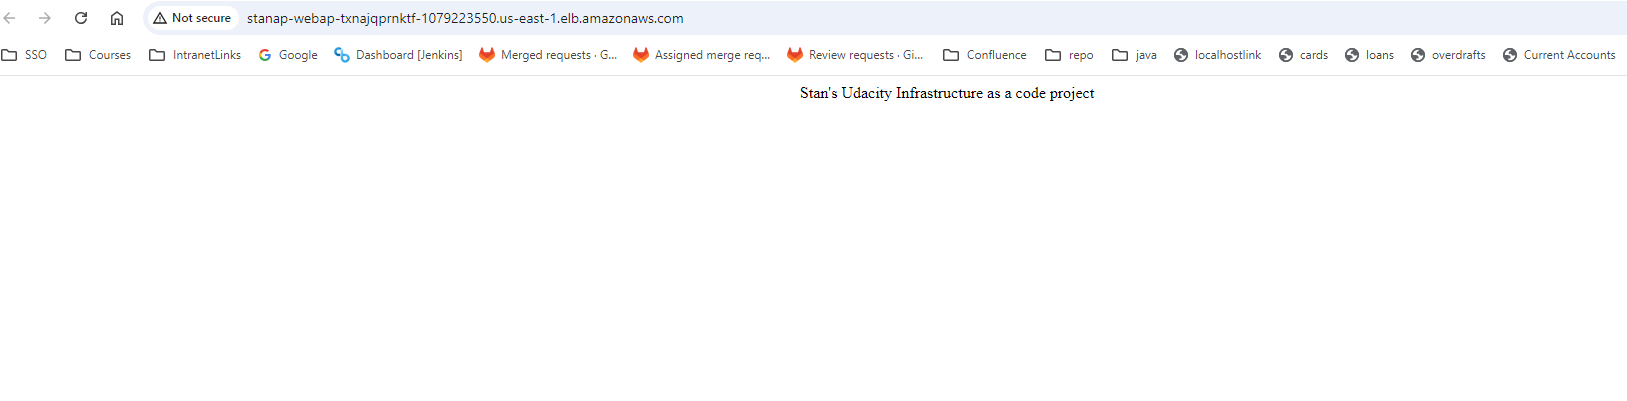 Not secure stanap-webap-txnajqprnktf-1079223550.us-east-1.elb.amazonaws.com
SSO Courses IntranetLinks Google Dashboard [Jenkins] Merged requests · G... Assigned merge req... Review requests · Gi... Confluence repo java localhostlink cards loans overdrafts Current Accounts
Stan's Udacity Infrastructure as a code project